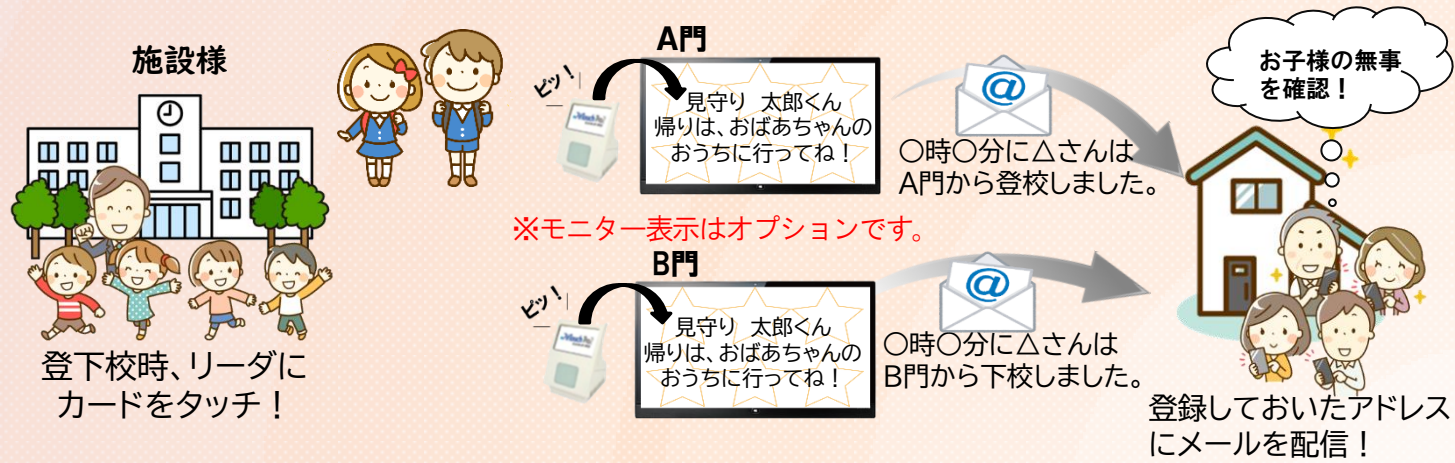 施設様
登下校時、リーダに
カードをタッチ！
A門
ピッ！
見守り　太郎くん
帰りは、おばあちゃんの
おうちに行ってね！
〇時〇分に△さんは
A門から登校しました。
※モニター表示はオプションです。
B門
ピッ！
見守り　太郎くん
帰りは、おばあちゃんの
おうちに行ってね！
〇時〇分に△さんは
B門から下校しました。
お子様の無事
を確認！
登録しておいたアドレス
にメールを配信！